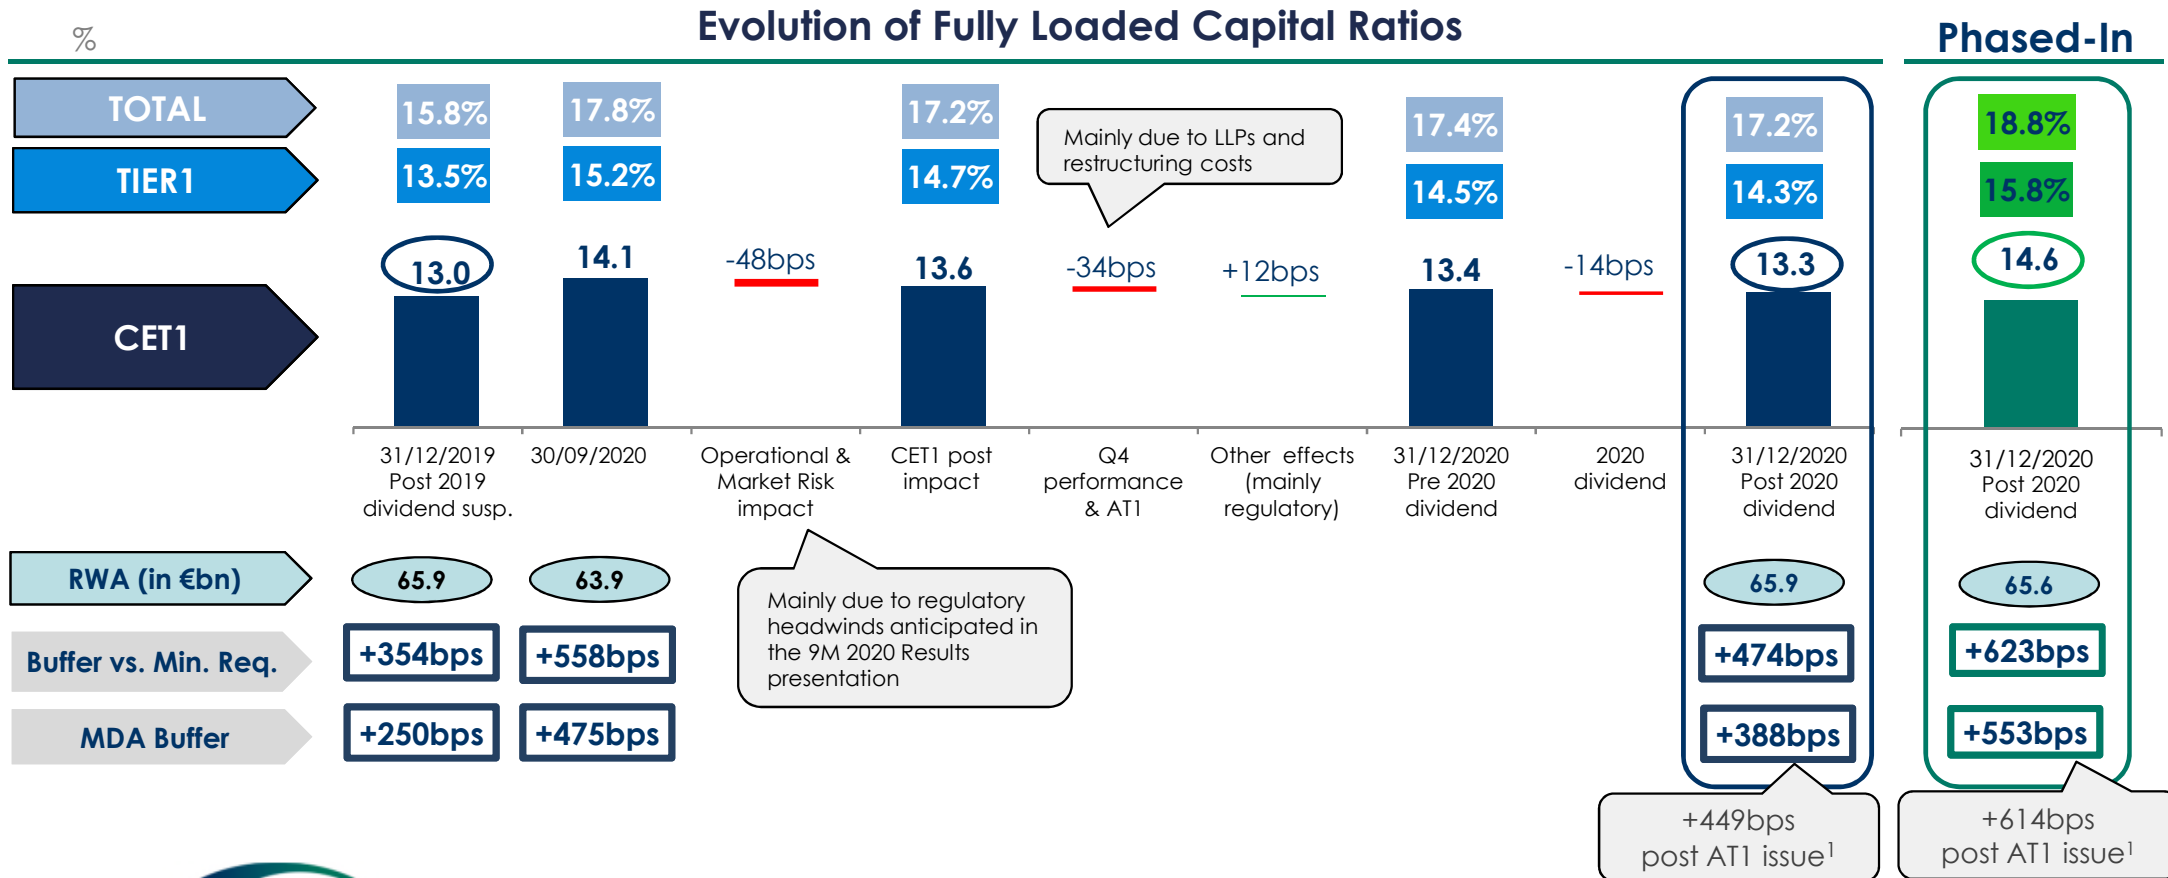 %
Evolution of Fully Loaded Capital Ratios
Phased-In
TOTAL
15.8%
17.8%
17.2%
17.4%
17.2%
18.8%
TIER1
13.5%
15.2%
14.7%
14.5%
14.3%
15.8%
Mainly due to LLPs and
restructuring costs
CET1
13.0
14.1
-48bps
13.6
-34bps
+12bps
13.4
-14bps
13.3
14.6
31/12/2019
Post 2019
dividend susp.
30/09/2020
Operational &
Market Risk
impact
CET1 post
impact
Q4
performance
& AT1
Other effects
(mainly
regulatory)
31/12/2020
Pre 2020
dividend
2020
dividend
31/12/2020
Post 2020
dividend
31/12/2020
Post 2020
dividend
Mainly due to regulatory
headwinds anticipated in
the 9M 2020 Results
presentation
RWA (in €bn)
65.9
63.9
65.9
65.6
Buffer vs. Min. Req.
+354bps
+558bps
+474bps
+623bps
MDA Buffer
+250bps
+475bps
+388bps
+553bps
+449bps
post AT1 issue¹
+614bps
post AT1 issue¹